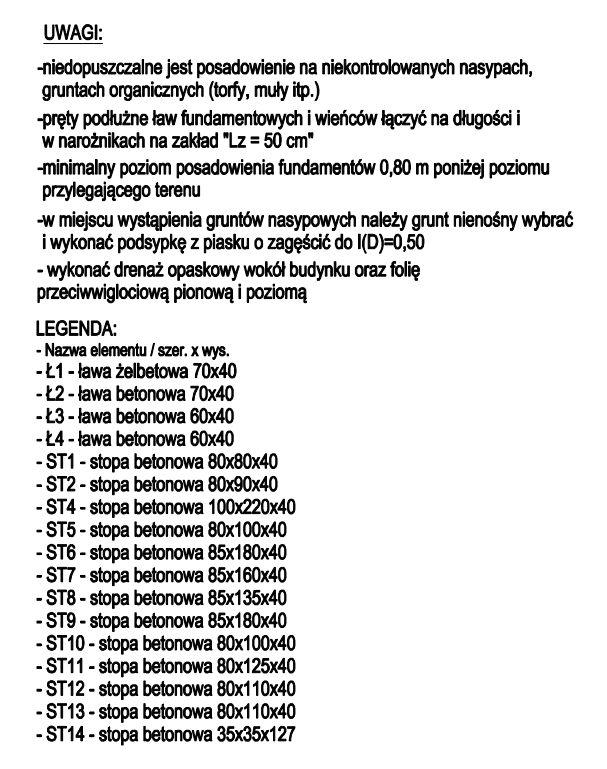 UWAGI:
-niedopuszczalne jest posadowienie na niekontrolowanych nasypach,
gruntach organicznych (torfy, muły itp.)
-pręty podłużne ław fundamentowych i wieńców łączyć na długości i
w narożnikach na zakład "Lz = 50 cm"
-minimalny poziom posadowienia fundamentów 0,80 m poniżej poziomu
przylegającego terenu
-w miejscu wystąpienia gruntów nasypowych należy grunt nienośny wybrać
i wykonać podsypkę z piasku o zagęścić do I(D)=0,50
- wykonać drenaż opaskowy wokół budynku oraz folię
przeciwwiglociową pionową i poziomą
LEGENDA:
- Nazwa elementu / szer. x wys.
- Ł1 - ława żelbetowa 70x40
- Ł2 - ława betonowa 70x40
- Ł3 - ława betonowa 60x40
- Ł4 - ława betonowa 60x40
- ST1 - stopa betonowa 80x80x40
- ST2 - stopa betonowa 80x90x40
- ST4 - stopa betonowa 100x220x40
- ST5 - stopa betonowa 80x100x40
- ST6 - stopa betonowa 85x180x40
- ST7 - stopa betonowa 85x160x40
- ST8 - stopa betonowa 85x135x40
- ST9 - stopa betonowa 85x180x40
- ST10 - stopa betonowa 80x100x40
- ST11 - stopa betonowa 80x125x40
- ST12 - stopa betonowa 80x110x40
- ST13 - stopa betonowa 80x110x40
- ST14 - stopa betonowa 35x35x127